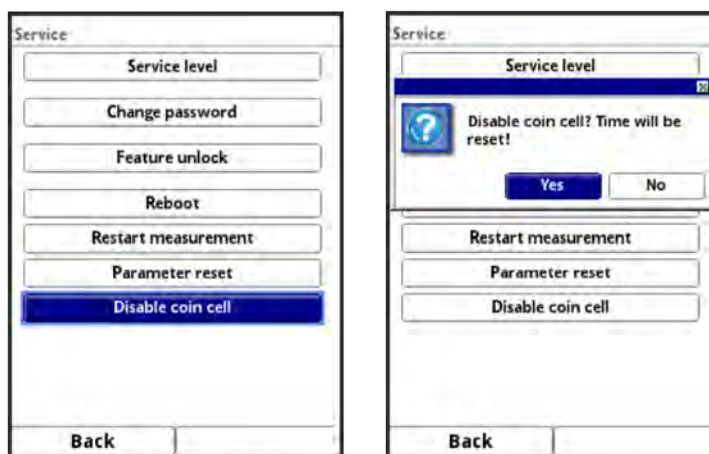 Service
Service level
Change password
Feature unlock
Reboot
Restart measurement
Parameter reset
Disable coin cell
Back
Service
Service level
Disable coin cell? Time will be
reset!
Yes No
Restart measurement
Parameter reset
Disable coin cell
Back